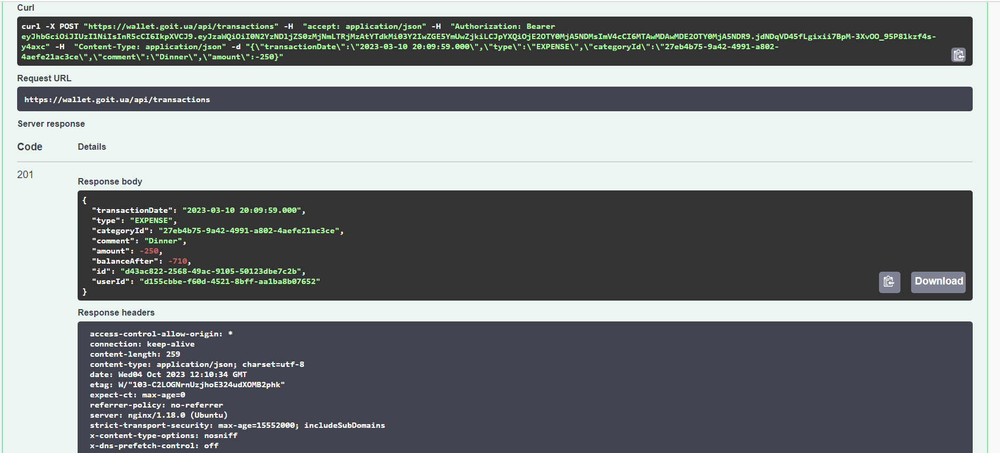 Curl
curl -X POST "https://wallet.goit.ua/api/transactions" -H  "accept: application/json" -H  "Authorization: Bearer
eyJhbGciOiJIUzI1NiIsInR5cCI6IkpXVCJ9.eyJzaWQiOiI0N2YzNDljZS0zMjNmLTRjMzAtYTdkMi03Y2IwZGE5YmUwZjkiLCJpYXQiOjE2OTY0MjA5NDMsImV4cCI6MTAwMDAwMDE2OTY0MjA5NDR9.jdNDqVD45fLgixii7BpM-3XvOO_95P81kzf4s-
y4axc" -H  "Content-Type: application/json" -d "{\"transactionDate\":\"2023-03-10 20:09:59.000\",\"type\":\"EXPENSE\",\"categoryId\":\"27eb4b75-9a42-4991-a802-
4aefe21ac3ce\",\"comment\":\"Dinner\",\"amount\":-250}"
Request URL
https://wallet.goit.ua/api/transactions
Server response
Code Details
201
Response body
{
"transactionDate": "2023-03-10 20:09:59.000",
"type": "EXPENSE",
"categoryId": "27eb4b75-9a42-4991-a802-4aefe21ac3ce",
"comment": "Dinner",
"amount": -250,
"balanceAfter": -710,
"id": "d43ac822-2568-49ac-9105-50123dbe7c2b",
"userId": "d155cbbe-f60d-4521-8bff-aa1ba8b07652"
}
Download
Response headers
access-control-allow-origin: *
connection: keep-alive
content-length: 259
content-type: application/json; charset=utf-8
date: Wed04 Oct 2023 12:10:34 GMT
etag: W/"103-C2LOGNrnUzjhoE324udXOMB2phk"
expect-ct: max-age=0
referrer-policy: no-referrer
server: nginx/1.18.0 (Ubuntu)
strict-transport-security: max-age=15552000; includeSubDomains
x-content-type-options: nosniff
x-dns-prefetch-control: off